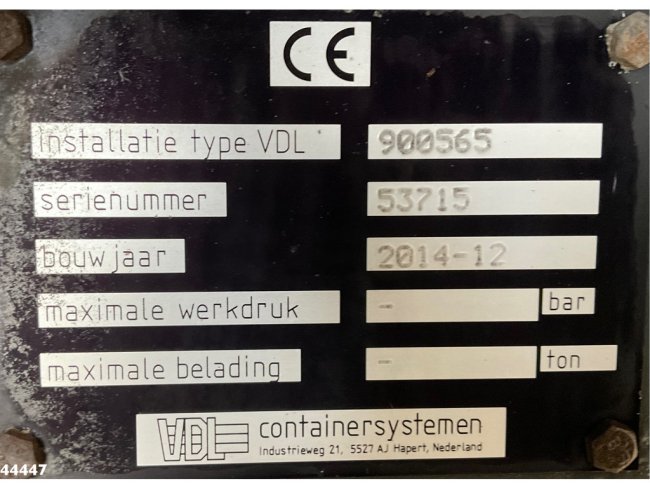 CE
installatie type VDL 900565
serienummer 53715
bouwjaar 2014-12
maximale werkdruk - bar
maximale belading - ton
VDL containersystemen
Industrieweg 21, 5527 AJ Hapert, Nederland
44447